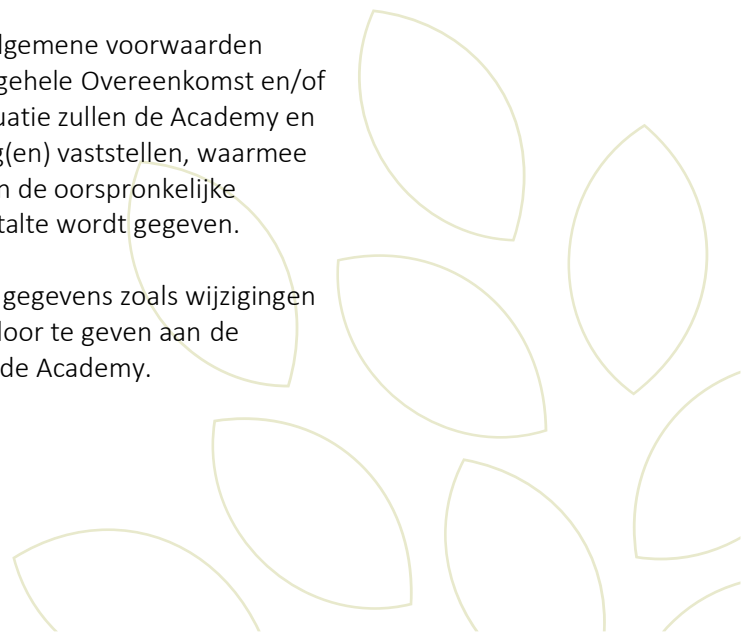 lgemene voorwaarden
gehele Overeenkomst en/of
uatie zullen de Academy en
g(en) vaststellen, waarmee
n de oorspronkelijke
talte wordt gegeven.
gegevens zoals wijzigingen
door te geven aan de
de Academy.